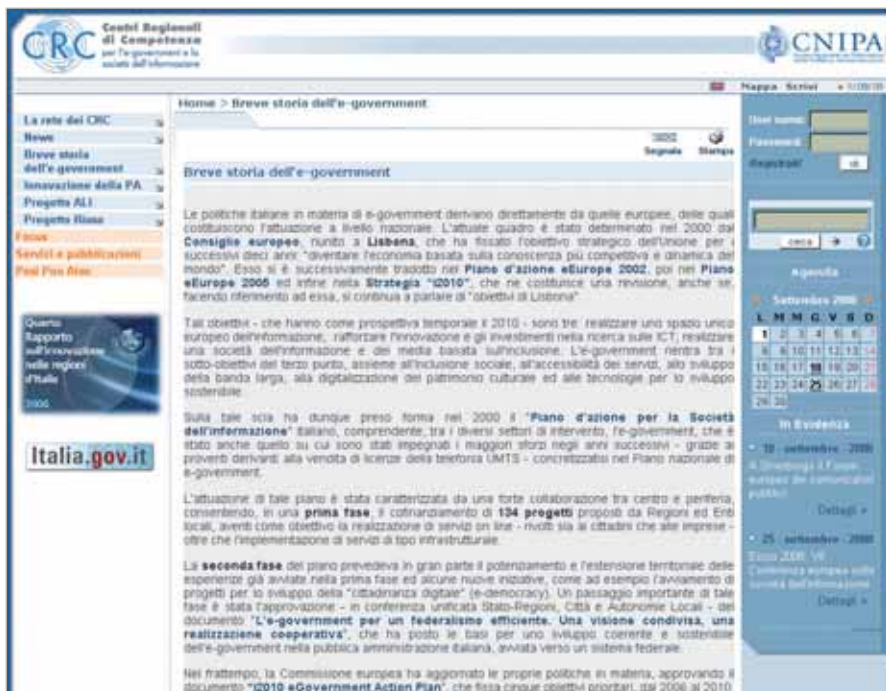 CRC
Centri Regionali
di Competenza
per l'e-government e la
società dell'informazione
CNIPA
Mappa Scrivi
Home > Breve storia dell'e-government
La rete dei CRC
News
Breve storia
dell'e-government
Innovazione della PA
Progetto ALI
Progetto Riuso
Focus
Servizi e pubblicazioni
Quarto
Rapporto
sull'innovazione
nelle regioni
d'Italia
2006
Italia.gov.it
Segnala Stampa
Breve storia dell'e-government
Le politiche italiane in materia di e-government derivano direttamente da quelle europee, delle quali
costituiscono l'attuazione a livello nazionale. L'attuale quadro è stato determinato nel 2000 dal
Consiglio europeo, riunito a Lisbona, che ha fissato l'obiettivo strategico dell'Unione per i
successivi dieci anni: "diventare l'economia basata sulla conoscenza più competitiva e dinamica del
mondo". Esso si è successivamente tradotto nel Piano d'azione eEurope 2002, poi nel Piano
eEurope 2005 ed infine nella Strategia "i2010", che ne costituisce una revisione, anche se,
facendo riferimento ad essa, si continua a parlare di "obiettivi di Lisbona".
Tali obiettivi - che hanno come prospettiva temporale il 2010 - sono tre: realizzare uno spazio unico
europeo dell'informazione, rafforzare l'innovazione e gli investimenti nella ricerca sulle ICT, realizzare
una società dell'informazione e dei media basata sull'inclusione. L'e-government rientra tra i
sotto-obiettivi del terzo punto, assieme all'inclusione sociale, all'accessibilità dei servizi, allo sviluppo
della banda larga, alla digitalizzazione del patrimonio culturale ed alle tecnologie per lo sviluppo
sostenibile.
Sulla tale scia ha dunque preso forma nel 2000 il "Piano d'azione per la Società
dell'informazione" italiano, comprendente, tra i diversi settori di intervento, l'e-government, che è
stato anche quello su cui sono stati impegnati i maggiori sforzi negli anni successivi - grazie ai
proventi derivanti alla vendita di licenze della telefonia UMTS - concretizzatisi nel Piano nazionale di
e-government.
L'attuazione di tale piano è stata caratterizzata da una forte collaborazione tra centro e periferia,
consentendo, in una prima fase, il cofinanziamento di 134 progetti proposti da Regioni ed Enti
locali, aventi come obiettivo la realizzazione di servizi on line - rivolti sia ai cittadini che alle imprese -
oltre che l'implementazione di servizi di tipo infrastrutturale.
La seconda fase del piano prevedeva in gran parte il potenziamento e l'estensione territoriale delle
esperienze già avviate nella prima fase ed alcune nuove iniziative, come ad esempio l'avviamento di
progetti per lo sviluppo della "cittadinanza digitale" (e-democracy). Un passaggio importante di tale
fase è stata l'approvazione - in conferenza unificata Stato-Regioni, Città e Autonomie Locali - del
documento "L'e-government per un federalismo efficiente. Una visione condivisa, una
realizzazione cooperativa", che ha posto le basi per uno sviluppo coerente e sostenibile
dell'e-government nella pubblica amministrazione italiana, avviata verso un sistema federale.
Nel frattempo, la Commissione europea ha aggiornato le proprie politiche in materia, approvando il
documento "i2010 eGovernment Action Plan", che fissa cinque obiettivi prioritari, dal 2006 al 2010,
User name:
Password:
Registrati! ok
cerca
Agenda
Settembre 2008
L M M G V S D
1 2 3 4 5 6 7
8 9 10 11 12 13 14
15 16 17 18 19 20 21
22 23 24 25 26 27 28
29 30
In Evidenza
settembre - 2008
A Strasburgo il Forum
europeo dei comunicatori
pubblici
Dettagli »
25 - settembre - 2008
2008, VII
Conferenza europea sulla
società dell'informazione
Dettagli »